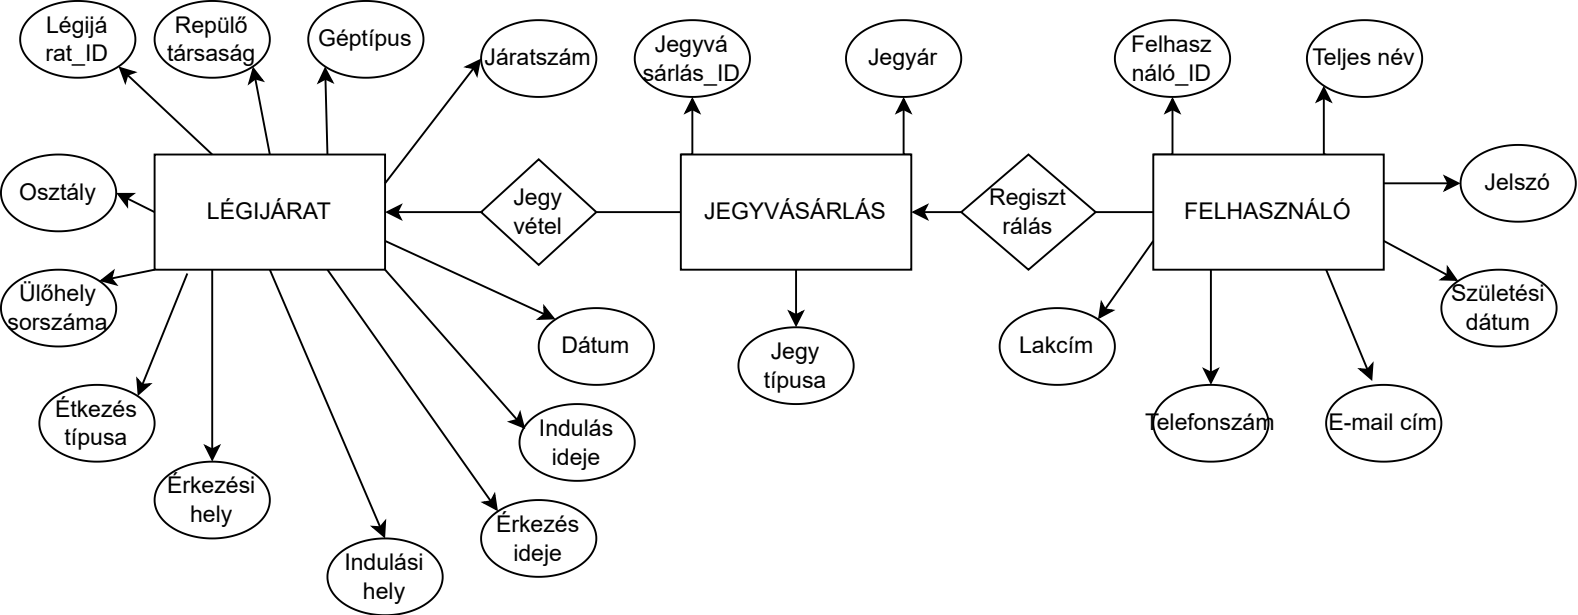 Légijá
rat_ID
Repülő
társaság
Géptípus
Járatszám
Jegyvá
sárlás_ID
Jegyár
Felhasz
náló_ID
Teljes név
Osztály
LÉGIJÁRAT
Jegy
vétel
JEGYVÁSÁRLÁS
Regiszt
rálás
FELHASZNÁLÓ
Jelszó
Ülőhely
sorszáma
Dátum
Jegy
típusa
Lakcím
Születési
dátum
Étkezés
típusa
Indulás
ideje
Telefonszám
E-mail cím
Érkezési
hely
Érkezés
ideje
Indulási
hely